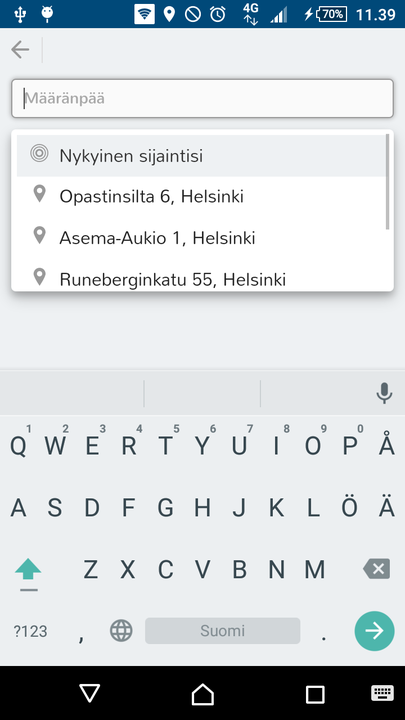 4G
70%
11.39
Määränpää
Nykyinen sijaintisi
Opastinsilta 6, Helsinki
Asema-Aukio 1, Helsinki
Runeberginkatu 55, Helsinki
1 2 3 4 5 6 7 8 9 0
Q W E R T Y U I O P Å
A S D F G H J K L Ö Ä
Z X C V B N M
?123 , Suomi .